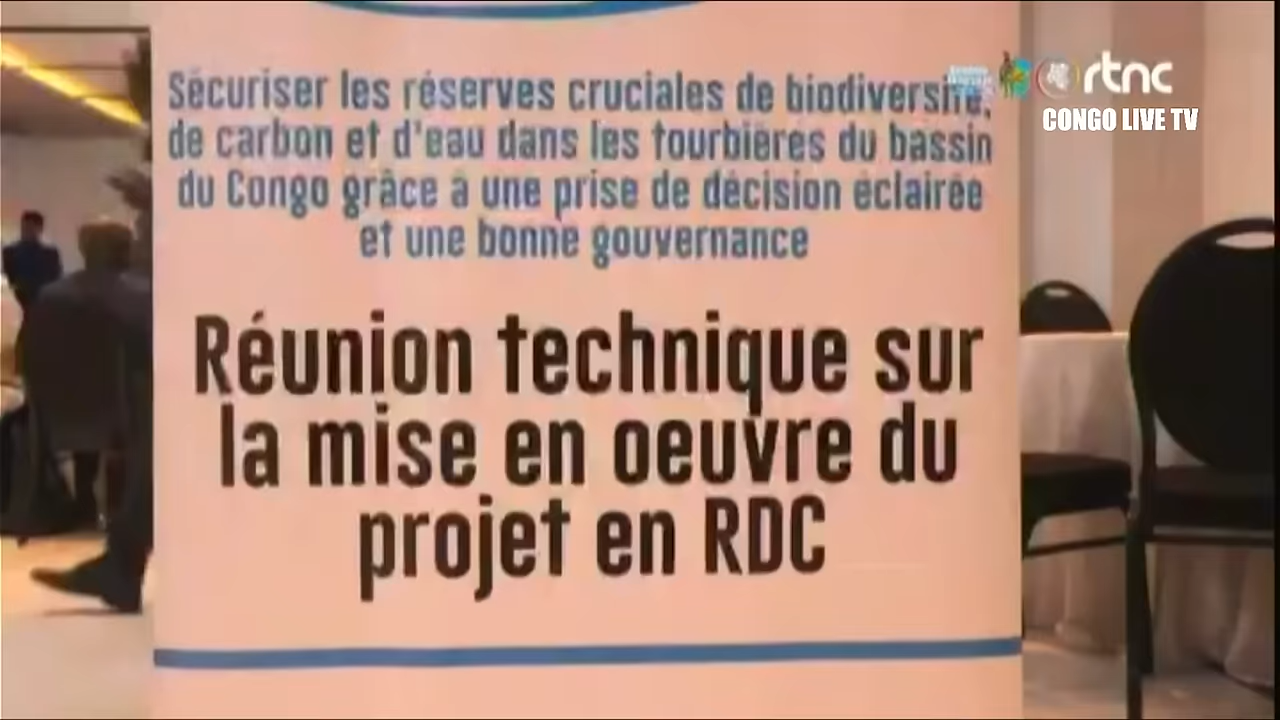 Sécuriser les réserves cruciales de biodiversité,
de carbon et d'eau dans les tourbières du bassin
du Congo grâce à une prise de décision éclairée
et une bonne gouvernance
Réunion technique sur
la mise en oeuvre du
projet en RDC
rtnc
CONGO LIVE TV